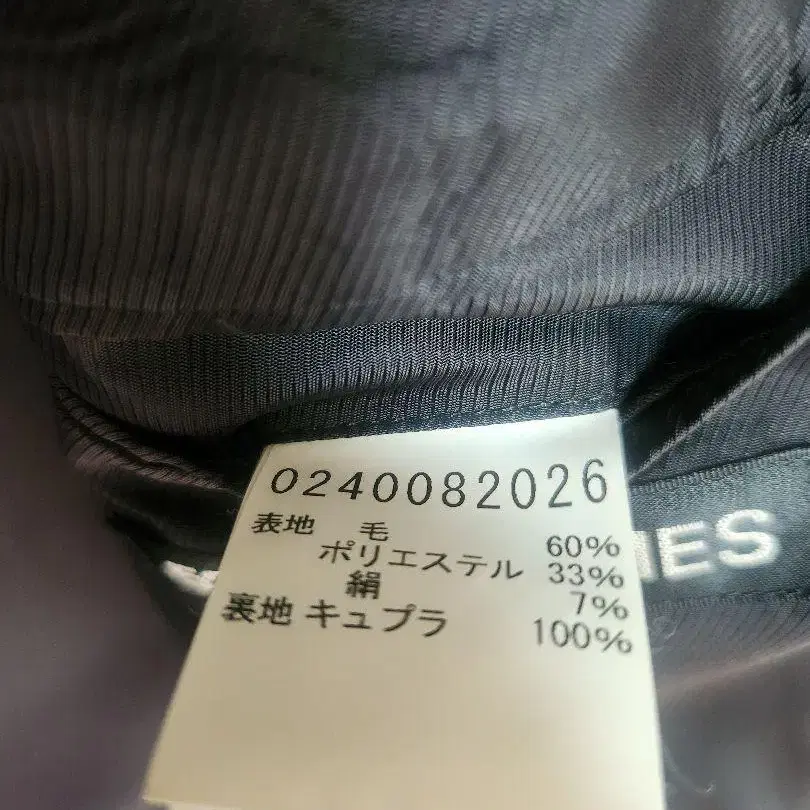 0240082026
表地 毛 60%
ポリエステル 33%
絹 7%
裏地 キュプラ 100%